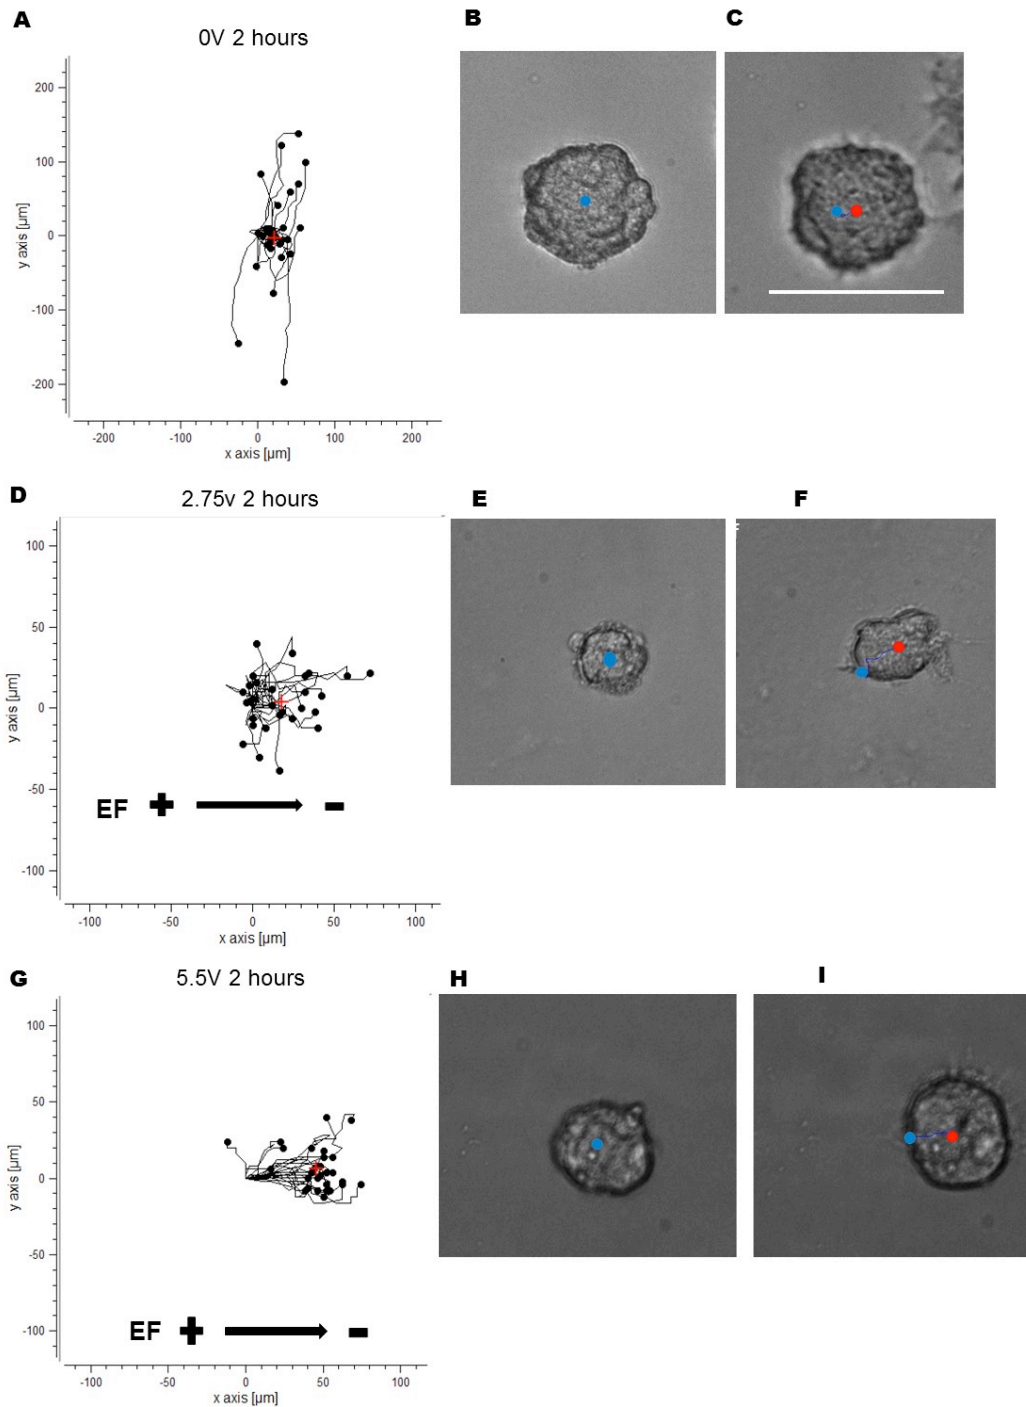 A
0V 2 hours
200
100
0
-100
-200
y axis [µm]
-200 -100 0 100 200
x axis [µm]
B
C
D
2.75v 2 hours
100
50
0
-50
-100
y axis [µm]
EF + -
-100 -50 0 50 100
x axis [µm]
E
F
G
5.5V 2 hours
100
50
0
-50
-100
y axis [µm]
EF + -
-100 -50 0 50 100
x axis [µm]
H
I